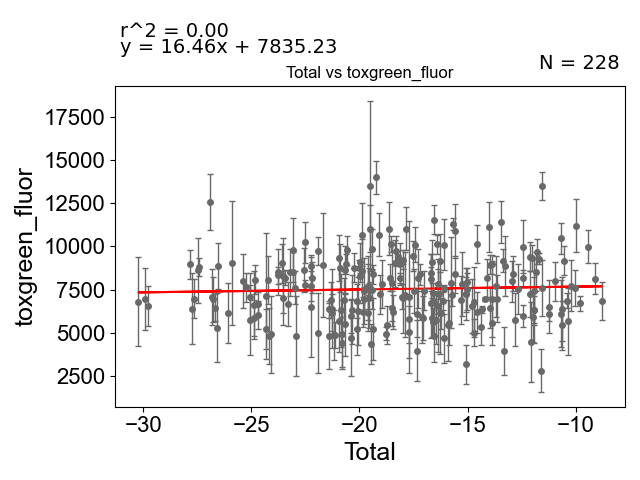 r^2 = 0.00
y = 16.46x + 7835.23
N = 228
Total vs toxgreen_fluor
17500
15000
12500
10000
7500
5000
2500
toxgreen_fluor
−30
−25
−20
−15
−10
Total